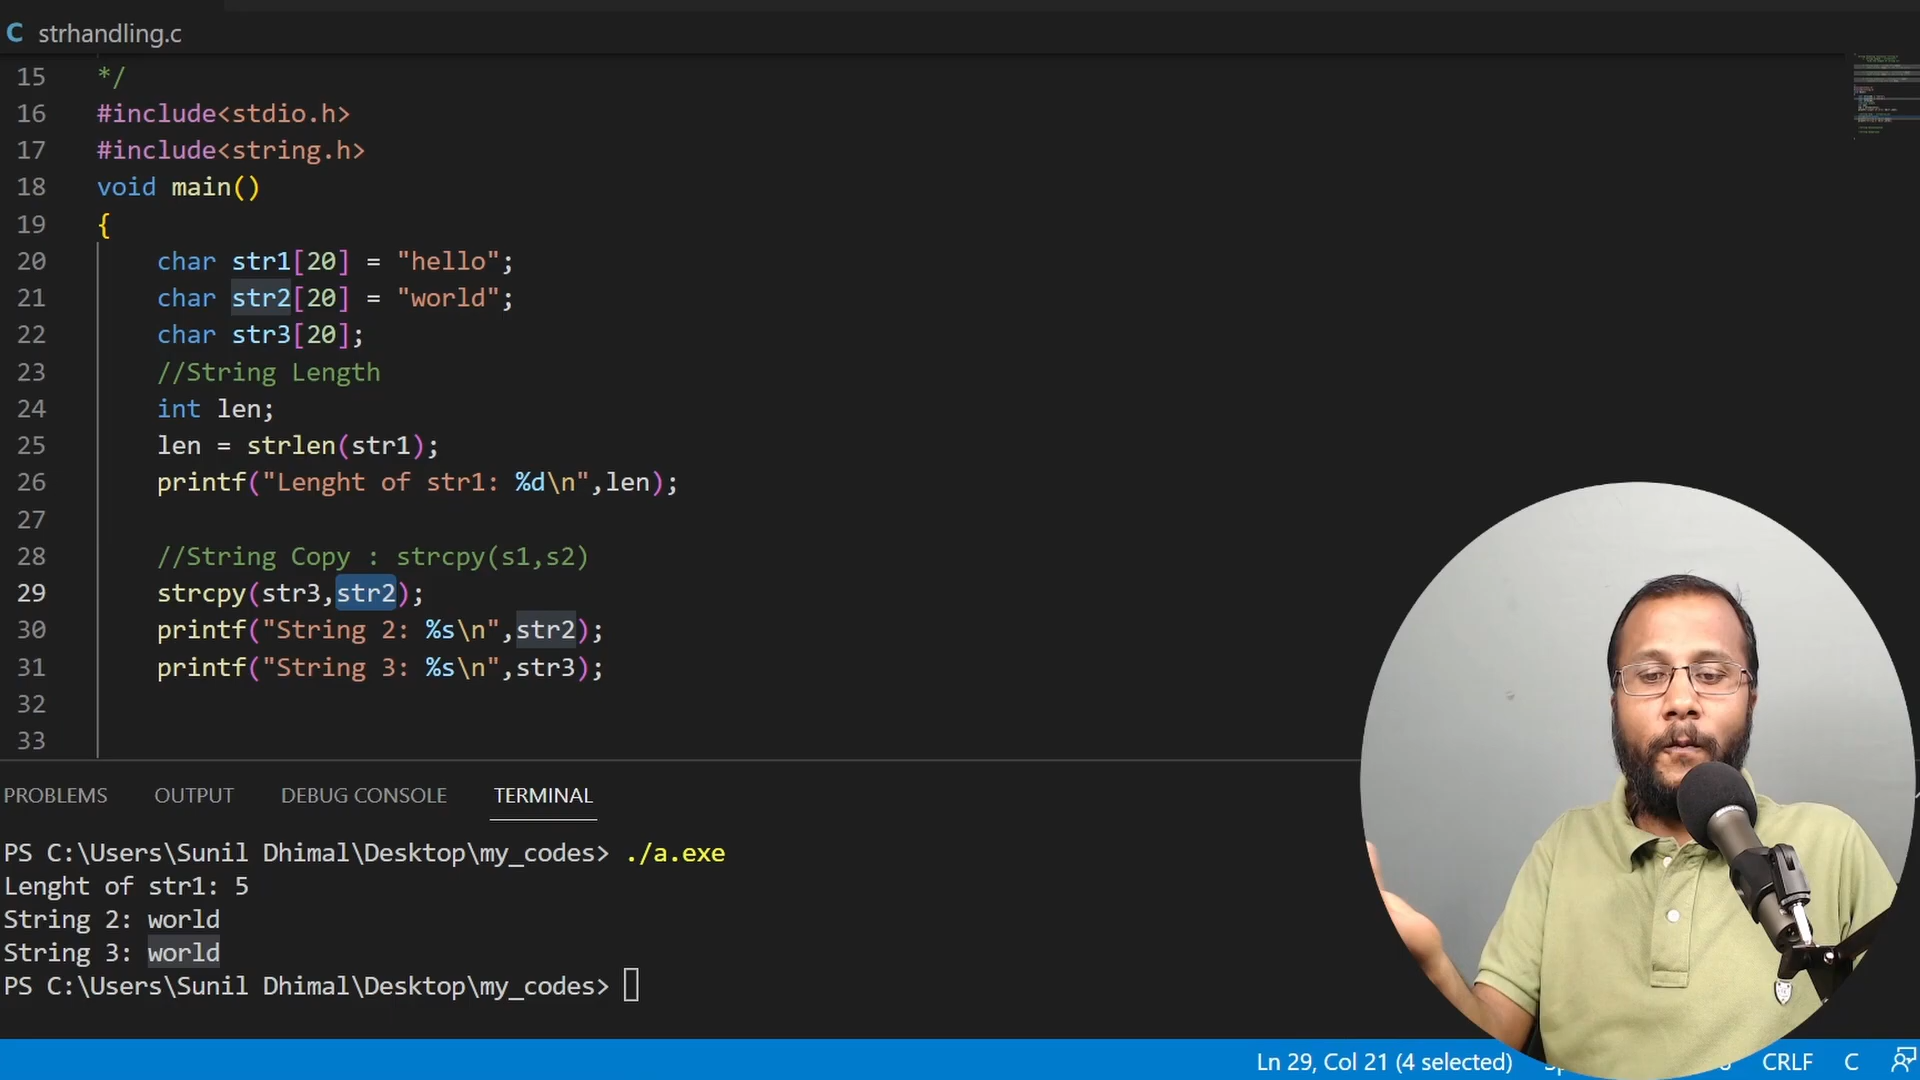 C strhandling.c
15 */
16 #include<stdio.h>
17 #include<string.h>
18 void main()
19 {
20 char str1[20] = "hello";
21 char str2[20] = "world";
22 char str3[20];
23 //String Length
24 int len;
25 len = strlen(str1);
26 printf("Lenght of str1: %d\n",len);
27
28 //String Copy : strcpy(s1,s2)
29 strcpy(str3,str2);
30 printf("String 2: %s\n",str2);
31 printf("String 3: %s\n",str3);
32
33
PROBLEMS OUTPUT DEBUG CONSOLE TERMINAL
PS C:\Users\Sunil Dhimal\Desktop\my_codes> ./a.exe
Lenght of str1: 5
String 2: world
String 3: world
PS C:\Users\Sunil Dhimal\Desktop\my_codes>
Ln 29, Col 21 (4 selected) CRLF C